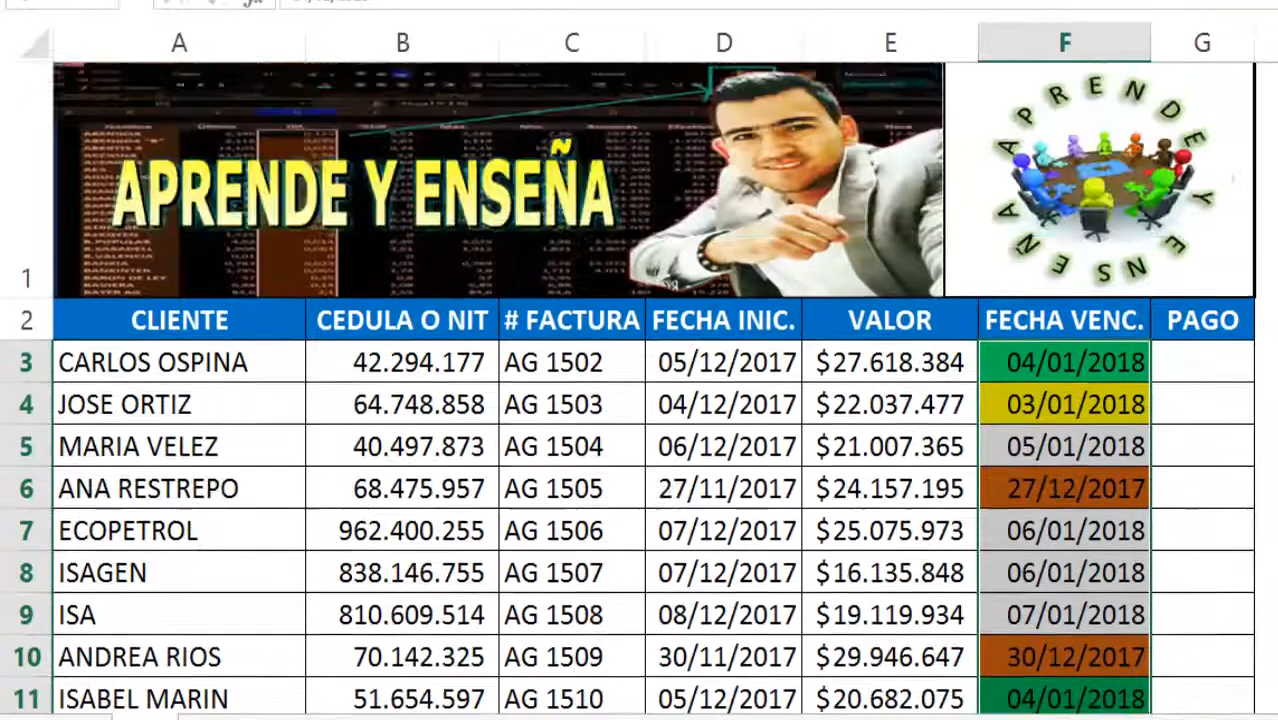 A B C D E F G
APRENDE Y ENSEÑA
APRENDE Y ENSEÑA
1
2 CLIENTE CEDULA O NIT # FACTURA FECHA INIC. VALOR FECHA VENC. PAGO
3 CARLOS OSPINA 42.294.177 AG 1502 05/12/2017 $27.618.384 04/01/2018
4 JOSE ORTIZ 64.748.858 AG 1503 04/12/2017 $22.037.477 03/01/2018
5 MARIA VELEZ 40.497.873 AG 1504 06/12/2017 $21.007.365 05/01/2018
6 ANA RESTREPO 68.475.957 AG 1505 27/11/2017 $24.157.195 27/12/2017
7 ECOPETROL 962.400.255 AG 1506 07/12/2017 $25.075.973 06/01/2018
8 ISAGEN 838.146.755 AG 1507 07/12/2017 $16.135.848 06/01/2018
9 ISA 810.609.514 AG 1508 08/12/2017 $19.119.934 07/01/2018
10 ANDREA RIOS 70.142.325 AG 1509 30/11/2017 $29.946.647 30/12/2017
11 ISABEL MARIN 51.654.597 AG 1510 05/12/2017 $20.682.075 04/01/2018